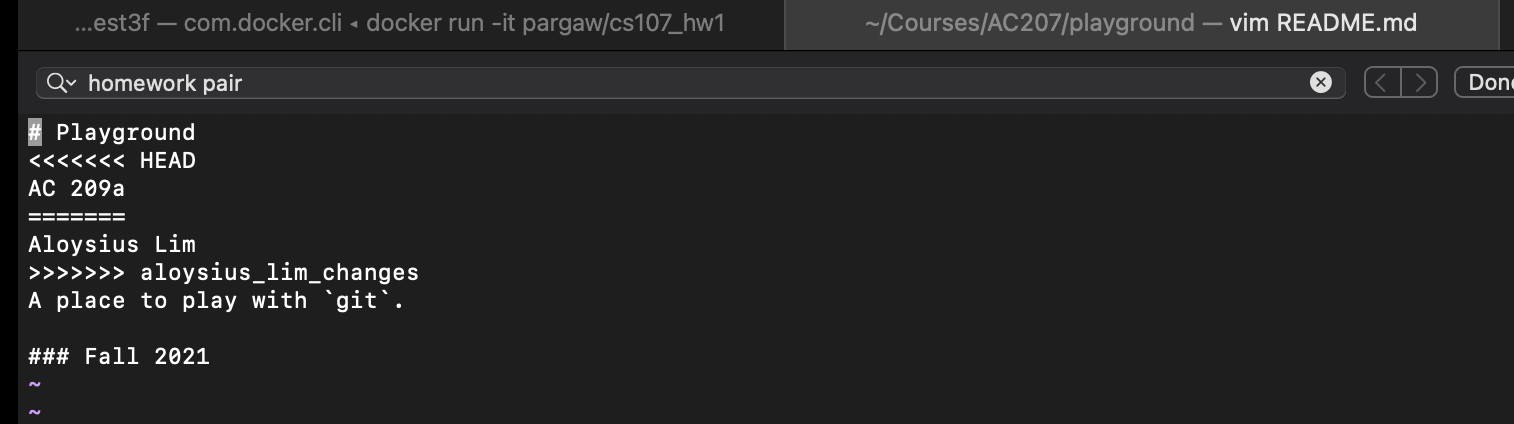 ...est3f — com.docker.cli ◂ docker run -it pargaw/cs107_hw1
~/Courses/AC207/playground — vim README.md
homework pair
# Playground
<<<<<<< HEAD
AC 209a
=======
Aloysius Lim
>>>>>>> aloysius_lim_changes
A place to play with `git`.
### Fall 2021
~
~